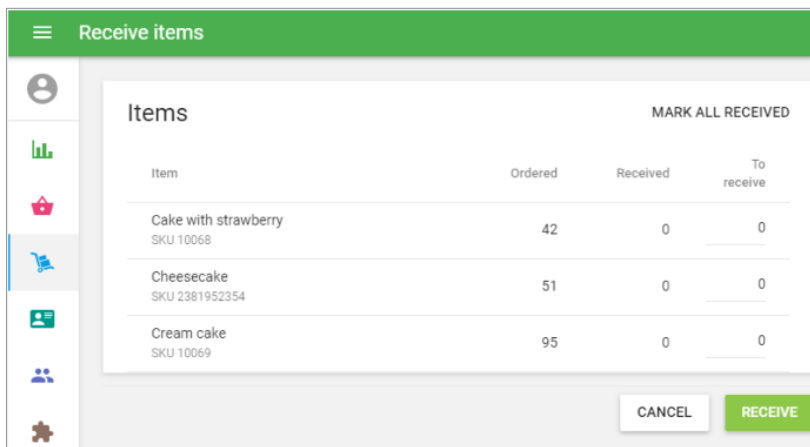 Receive items
Items
MARK ALL RECEIVED
Item Ordered Received To receive
Cake with strawberry 42 0 0
SKU 10068
Cheesecake 51 0 0
SKU 2381952354
Cream cake 95 0 0
SKU 10069
CANCEL RECEIVE